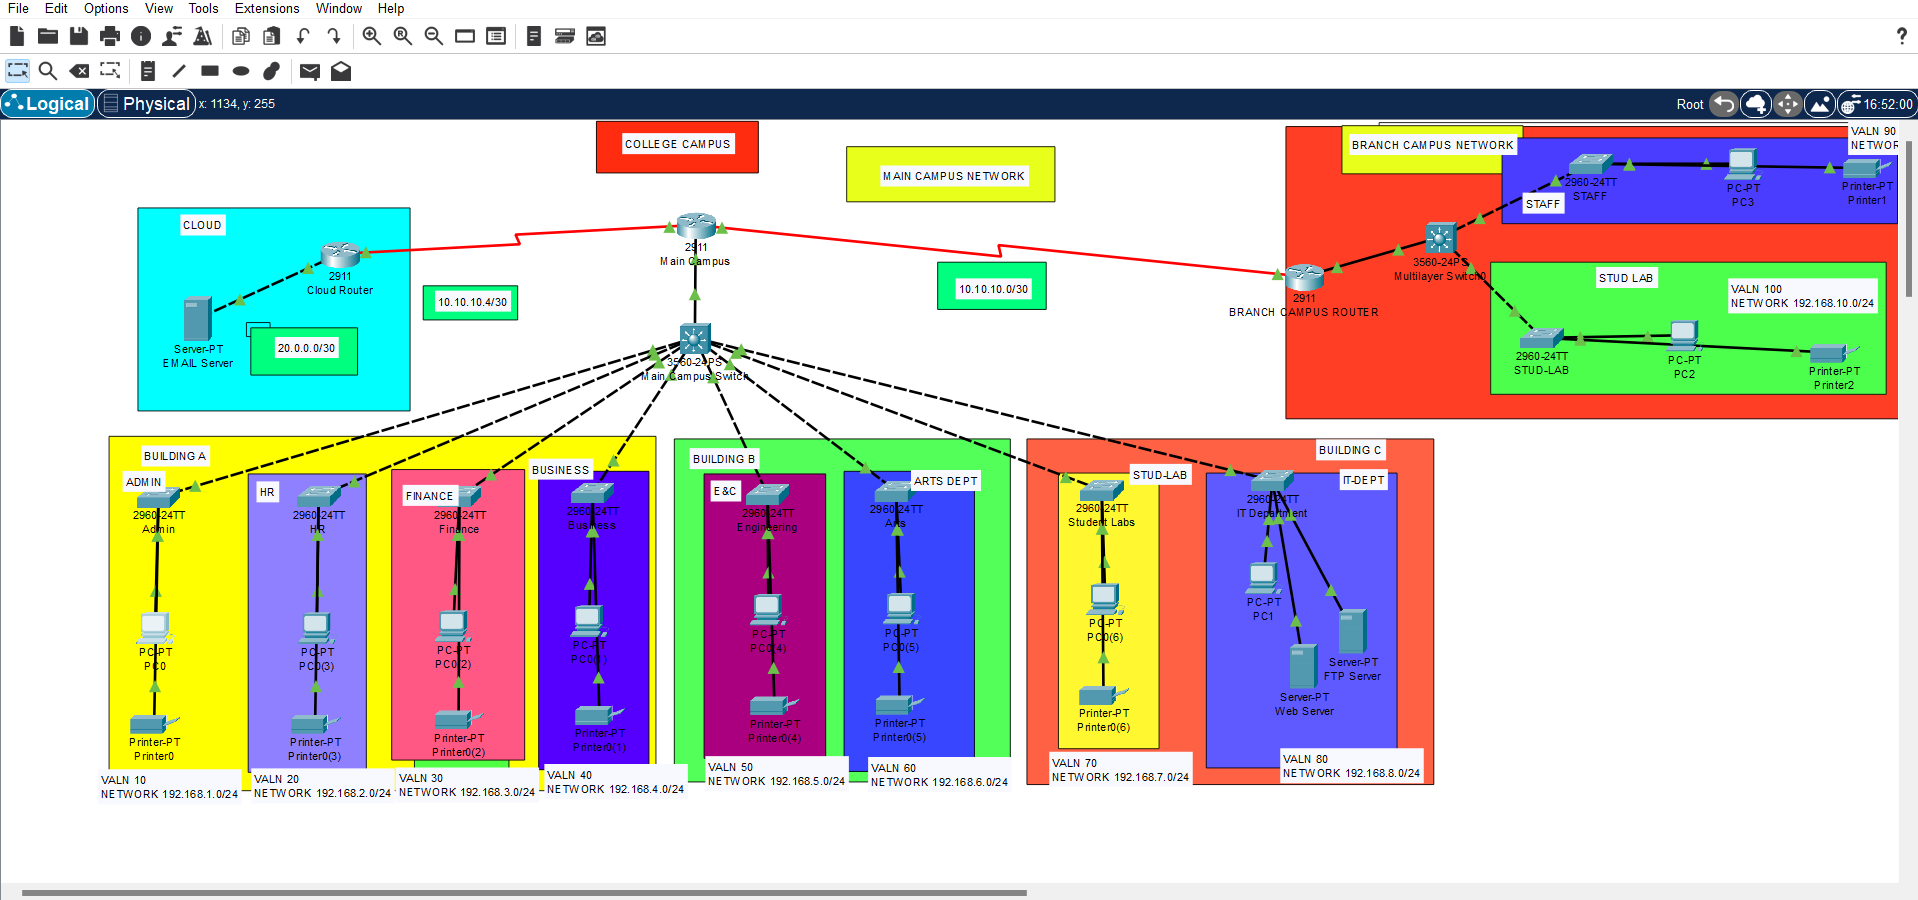 File Edit Options View Tools Extensions Window Help
?
Logical Physical x: 1134, y: 255
Root 16:52:00
COLLEGE CAMPUS
MAIN CAMPUS NETWORK
BRANCH CAMPUS NETWORK
VALN 90
NETWOR
2960-24TT
STAFF
PC-PT
PC3
Printer-PT
Printer1
STAFF
CLOUD
2911
Cloud Router
2911
Main Campus
10.10.10.4/30
10.10.10.0/30
2911
BRANCH CAMPUS ROUTER
3560-24PS
Multilayer Switch0
STUD LAB
VALN 100
NETWORK 192.168.10.0/24
2960-24TT
STUD-LAB
PC-PT
PC2
Printer-PT
Printer2
Server-PT
EMAIL Server
20.0.0.0/30
3560-24PS
Main Campus Switch
BUILDING A
ADMIN
HR
FINANCE
BUSINESS
2960-24TT
Admin
2960-24TT
HR
2960-24TT
Finance
2960-24TT
Business
PC-PT
PC0
PC-PT
PC0(3)
PC-PT
PC0(2)
PC-PT
PC0(1)
Printer-PT
Printer0
Printer-PT
Printer0(3)
Printer-PT
Printer0(2)
Printer-PT
Printer0(1)
VALN 10
NETWORK 192.168.1.0/24
VALN 20
NETWORK 192.168.2.0/24
VALN 30
NETWORK 192.168.3.0/24
VALN 40
NETWORK 192.168.4.0/24
BUILDING B
E&C
ARTS DEPT
2960-24TT
Engineering
2960-24TT
Arts
PC-PT
PC0(4)
PC-PT
PC0(5)
Printer-PT
Printer0(4)
Printer-PT
Printer0(5)
VALN 50
NETWORK 192.168.5.0/24
VALN 60
NETWORK 192.168.6.0/24
BUILDING C
STUD-LAB
IT-DEPT
2960-24TT
Student Labs
2960-24TT
IT Department
PC-PT
PC0(6)
PC-PT
PC1
Printer-PT
Printer0(6)
Server-PT
FTP Server
Server-PT
Web Server
VALN 70
NETWORK 192.168.7.0/24
VALN 80
NETWORK 192.168.8.0/24